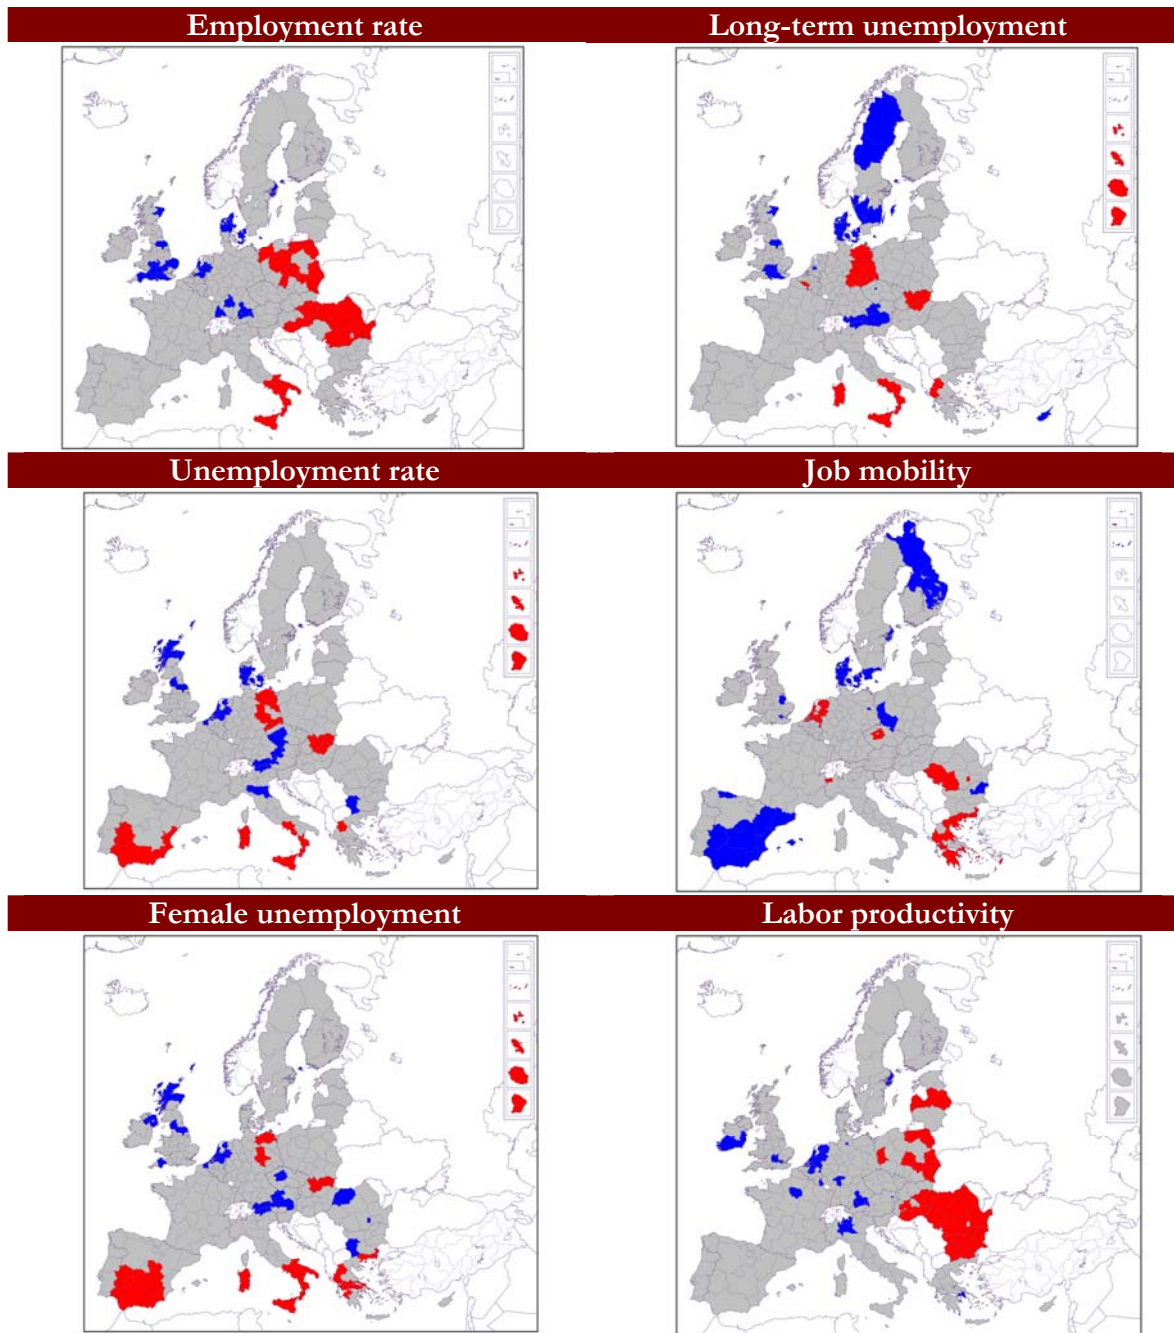 Employment rate
Long-term unemployment
Unemployment rate
Job mobility
Female unemployment
Labor productivity